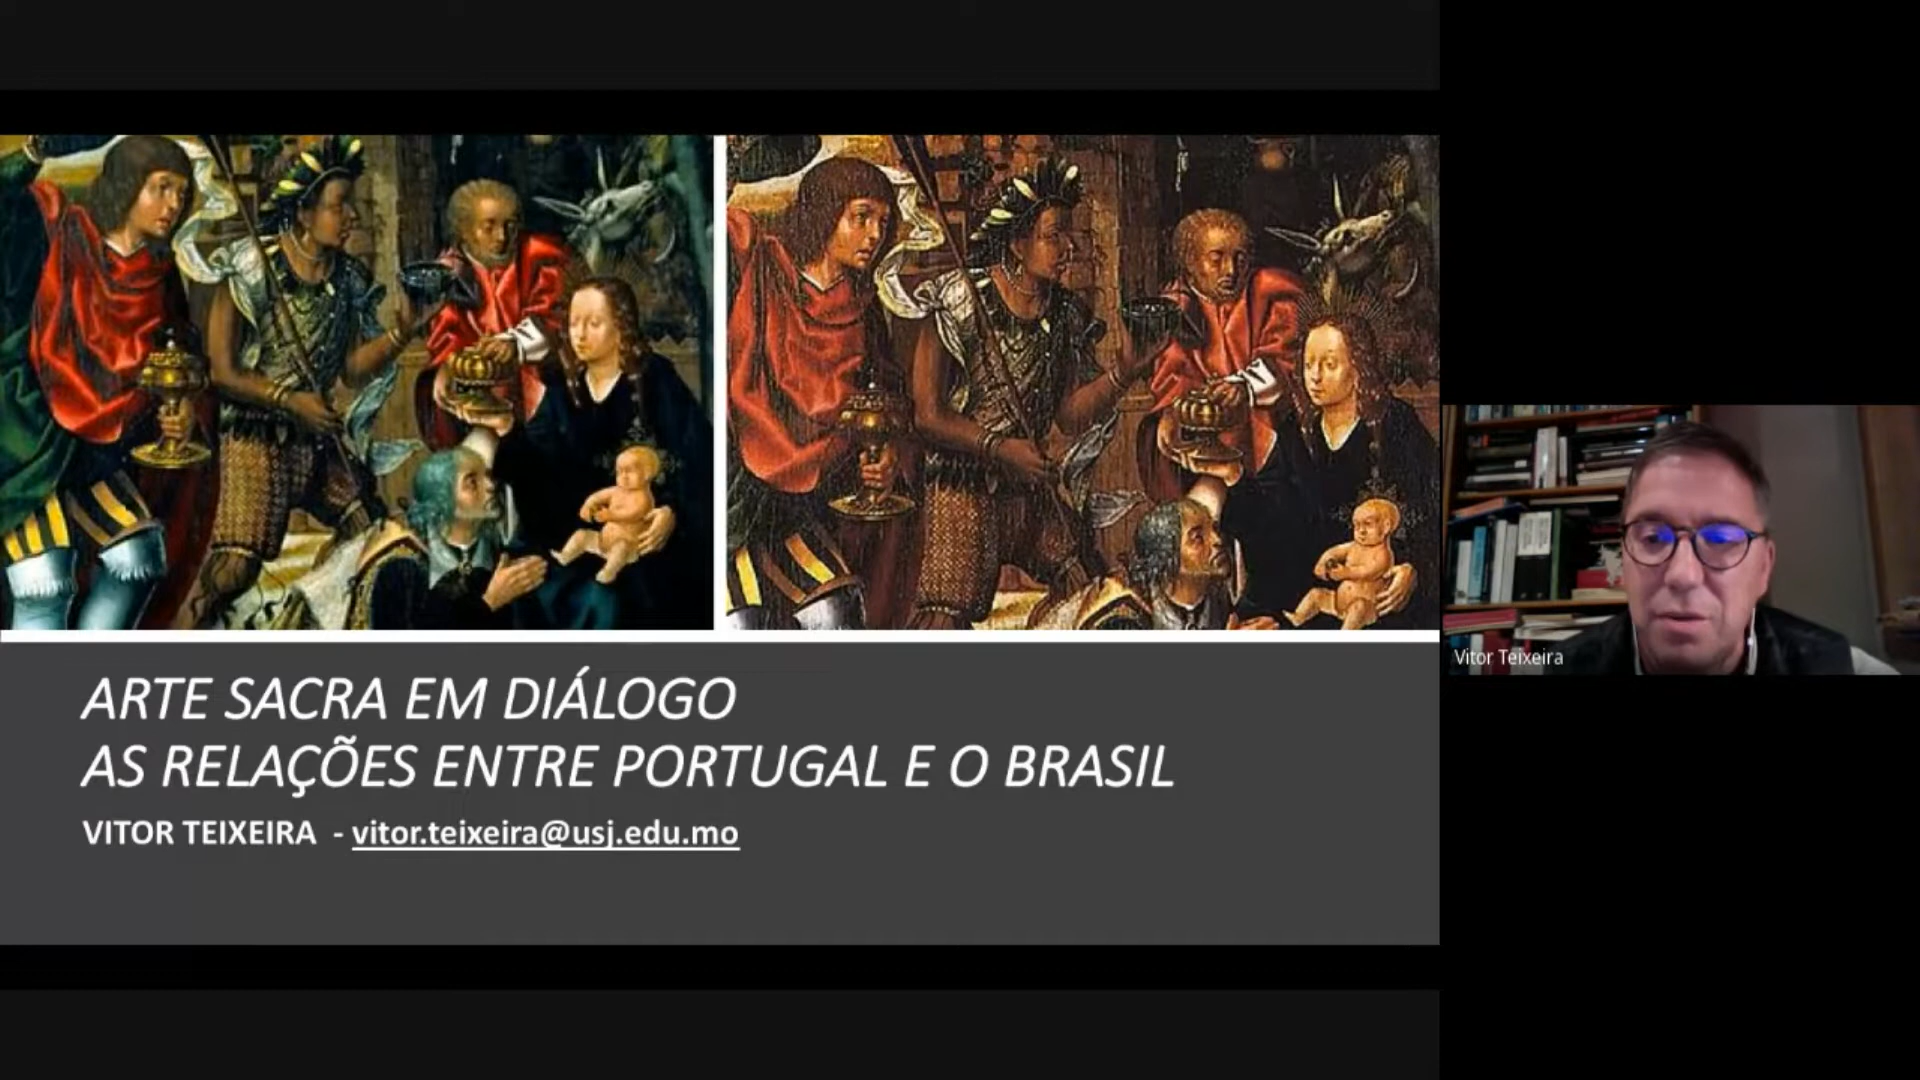 ARTE SACRA EM DIÁLOGO
AS RELAÇÕES ENTRE PORTUGAL E O BRASIL
VITOR TEIXEIRA - vitor.teixeira@usj.edu.mo
Vitor Teixeira